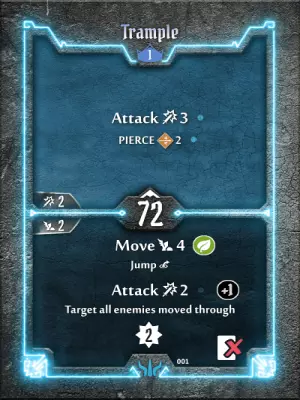 Trample
1
Attack 3
PIERCE 2
2
72
2
Move 4
Jump
Attack 2 +1
Target all enemies moved through
2
001